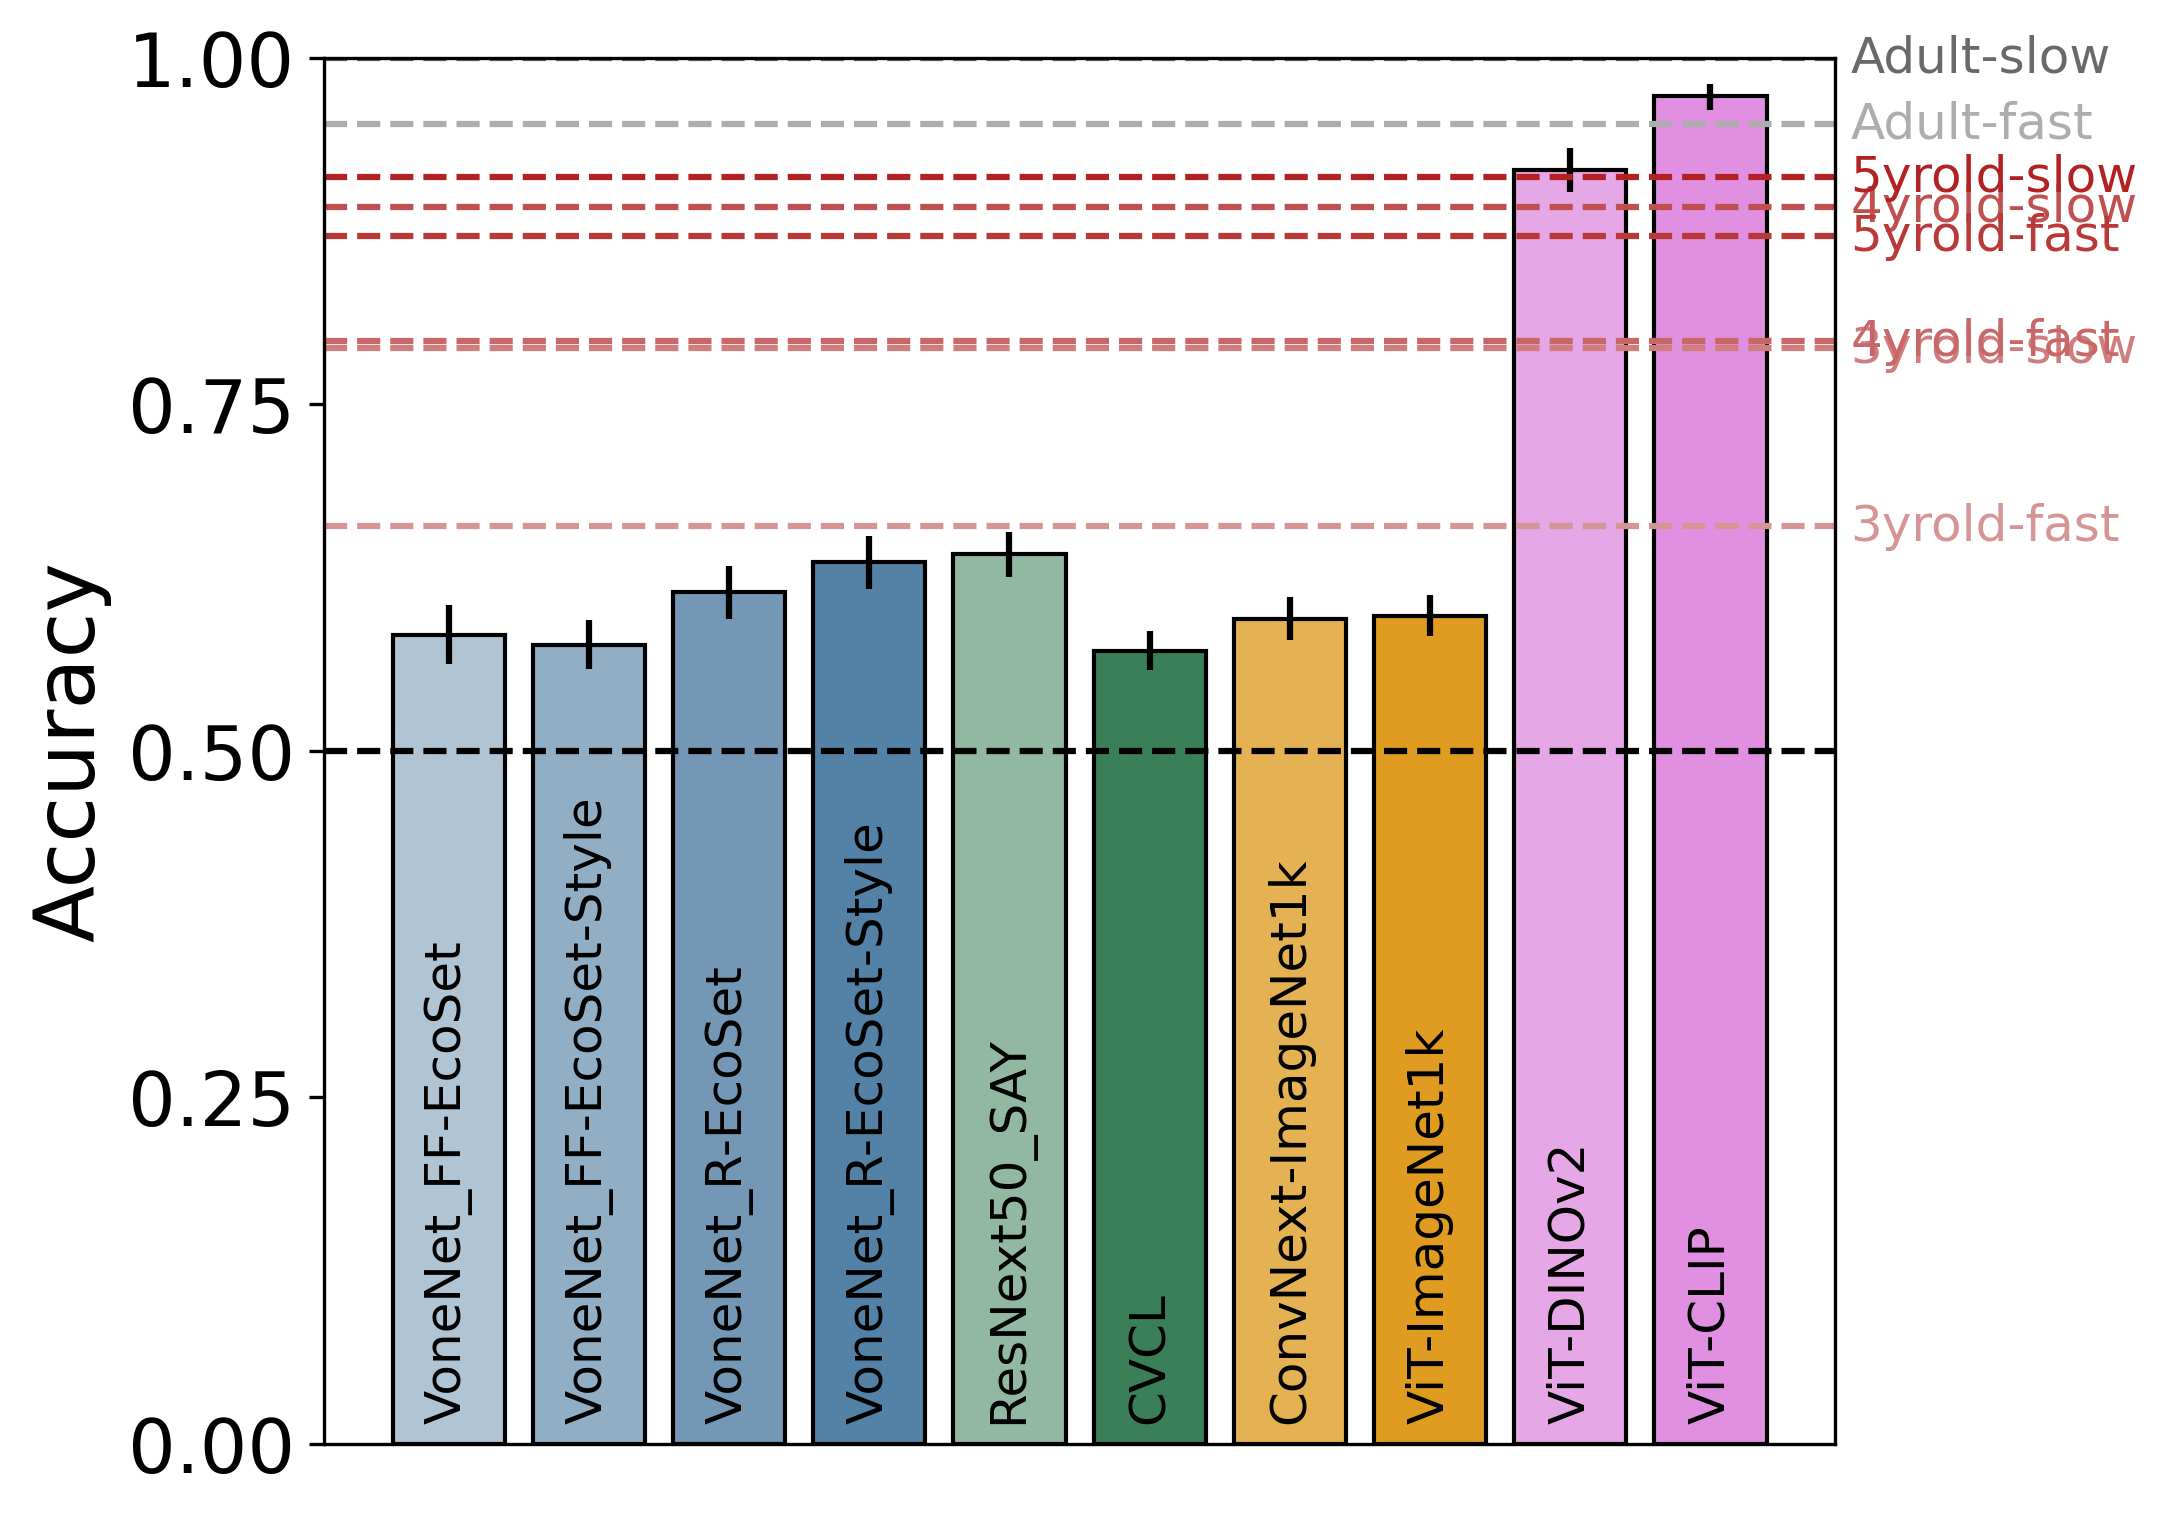 1.00
0.75
0.50
0.25
0.00
Accuracy
VoneNet_FF-EcoSet
VoneNet_FF-EcoSet-Style
VoneNet_R-EcoSet
VoneNet_R-EcoSet-Style
ResNext50_SAY
CVCL
ConvNext-ImageNet1k
ViT-ImageNet1k
ViT-DINOv2
ViT-CLIP
Adult-slow
Adult-fast
5yrold-slow
4yrold-slow
5yrold-fast
4yrold-fast
3yrold-slow
3yrold-fast